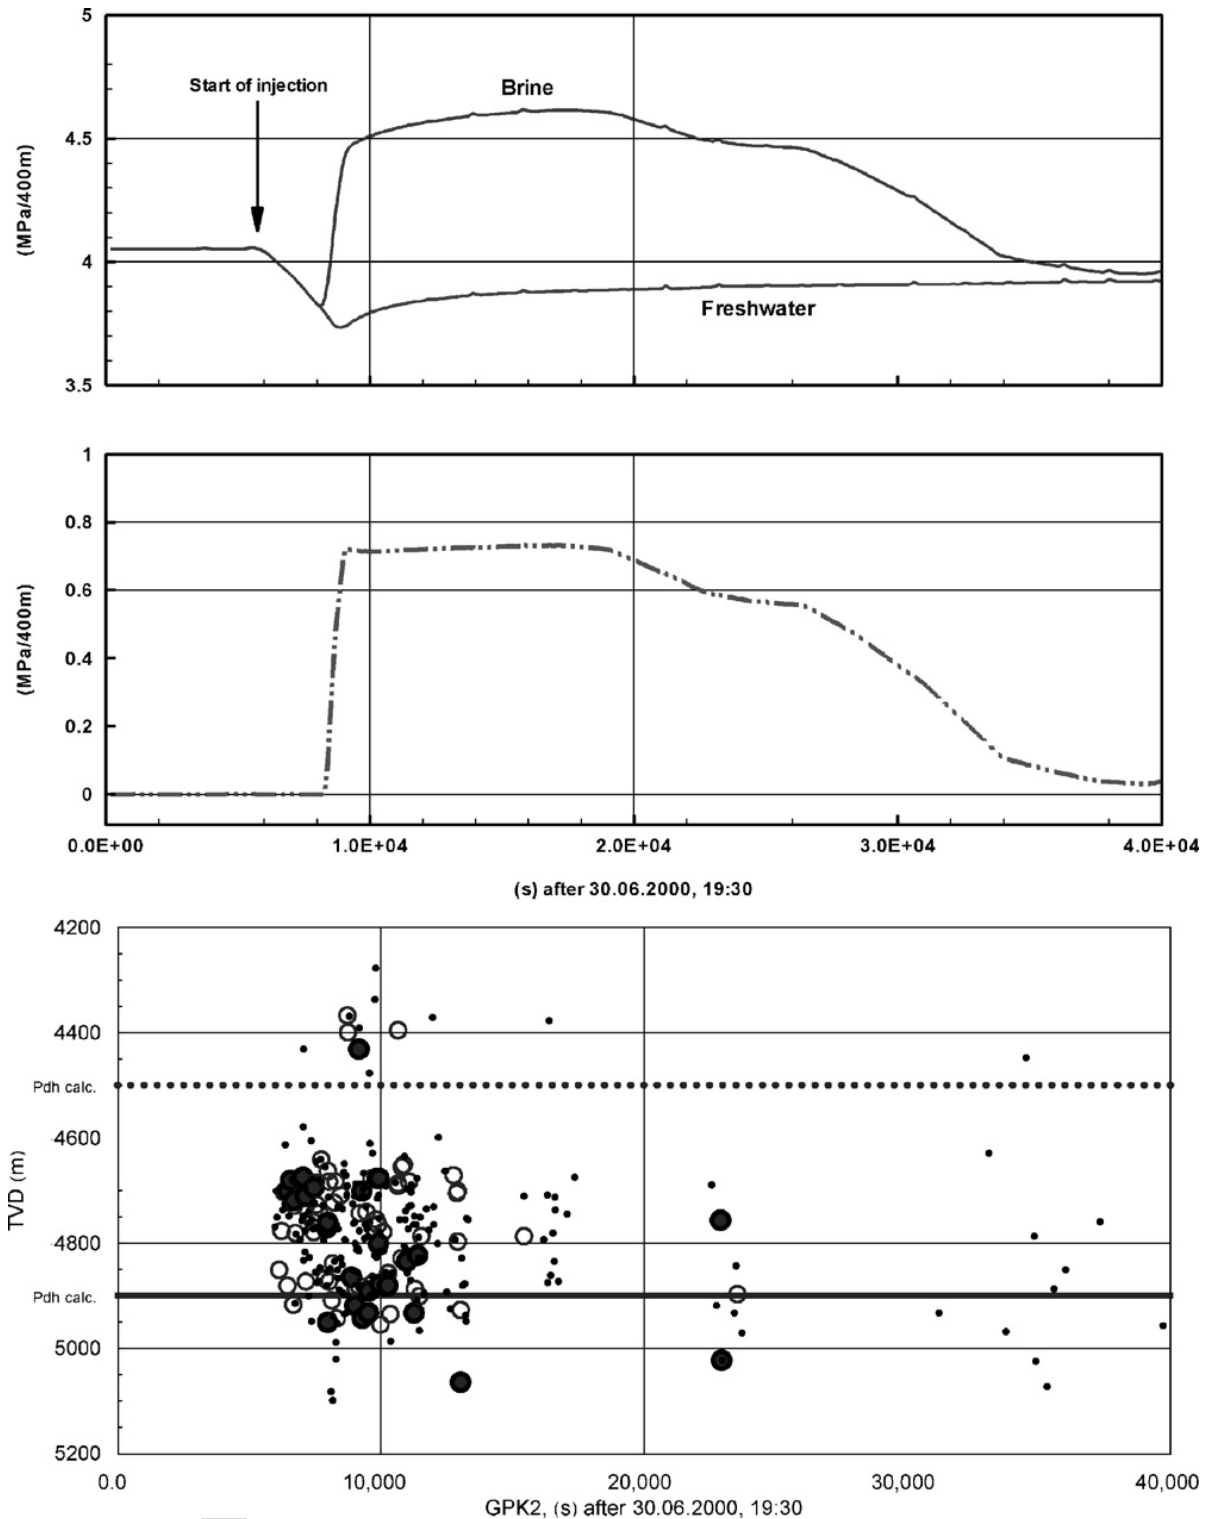 5
Start of injection
Brine
4.5
(MPa/400m)
4
Freshwater
3.5
1
0.8
0.6
(MPa/400m)
0.4
0.2
0
0.0E+00 1.0E+04 2.0E+04 3.0E+04 4.0E+04
(s) after 30.06.2000, 19:30
4200
4400
Pdh calc.
4600
TVD (m)
4800
Pdh calc.
5000
5200
0.0 10,000 20,000 30,000 40,000
GPK2, (s) after 30.06.2000, 19:30